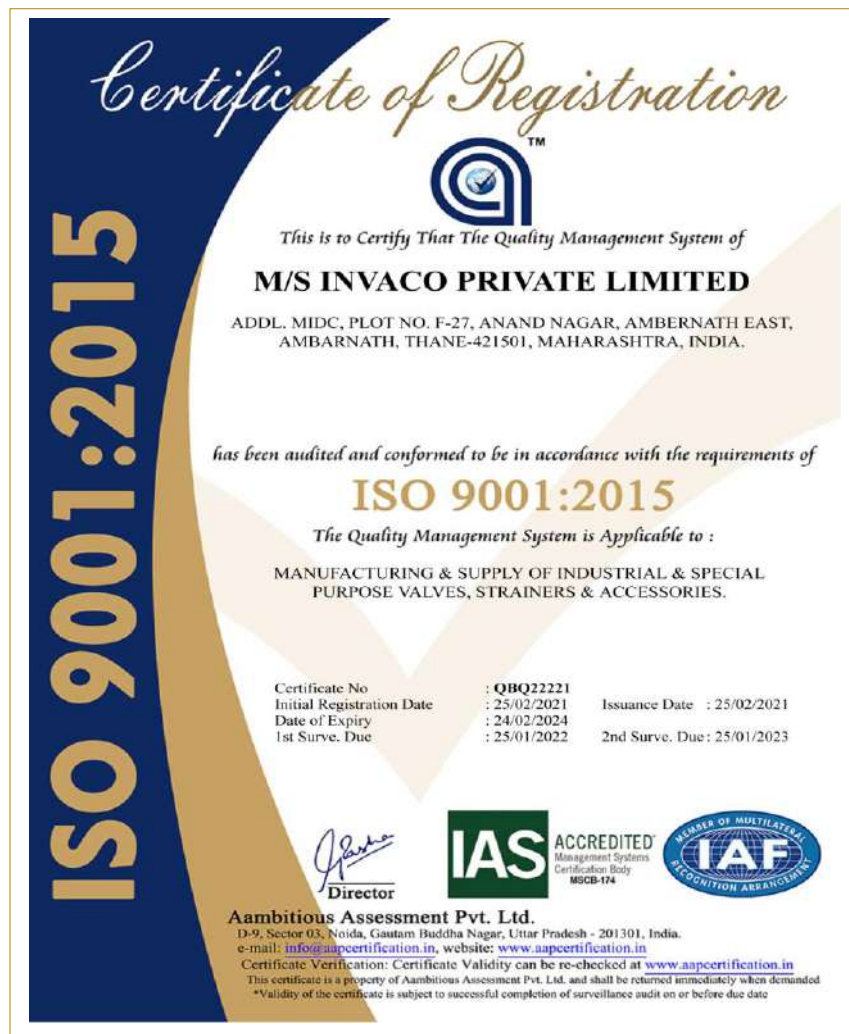 Certificate of Registration
TM
This is to Certify That The Quality Management System of
M/S INVACO PRIVATE LIMITED
ADDL. MIDC, PLOT NO. F-27, ANAND NAGAR, AMBERNATH EAST,
AMBARNATH, THANE-421501, MAHARASHTRA, INDIA.
has been audited and conformed to be in accordance with the requirements of
ISO 9001:2015
The Quality Management System is Applicable to :
MANUFACTURING & SUPPLY OF INDUSTRIAL & SPECIAL
PURPOSE VALVES, STRAINERS & ACCESSORIES.
Certificate No : QBQ22221
Initial Registration Date : 25/02/2021 Issuance Date : 25/02/2021
Date of Expiry : 24/02/2024
1st Surve. Due : 25/01/2022 2nd Surve. Due : 25/01/2023
ISO 9001:2015
Director
IAS
ACCREDITED
Management Systems
Certification Body
MSCB-174
MEMBER OF MULTILATERAL
IAF
RECOGNITION ARRANGEMENT
Aambitious Assessment Pvt. Ltd.
D-9, Sector 03, Noida, Gautam Buddha Nagar, Uttar Pradesh - 201301, India.
e-mail: info@aapcertification.in, website: www.aapcertification.in
Certificate Verification: Certificate Validity can be re-checked at www.aapcertification.in
This certificate is a property of Aambitious Assessment Pvt. Ltd. and shall be returned immediately when demanded
*Validity of the certificate is subject to successful completion of surveillance audit on or before due date